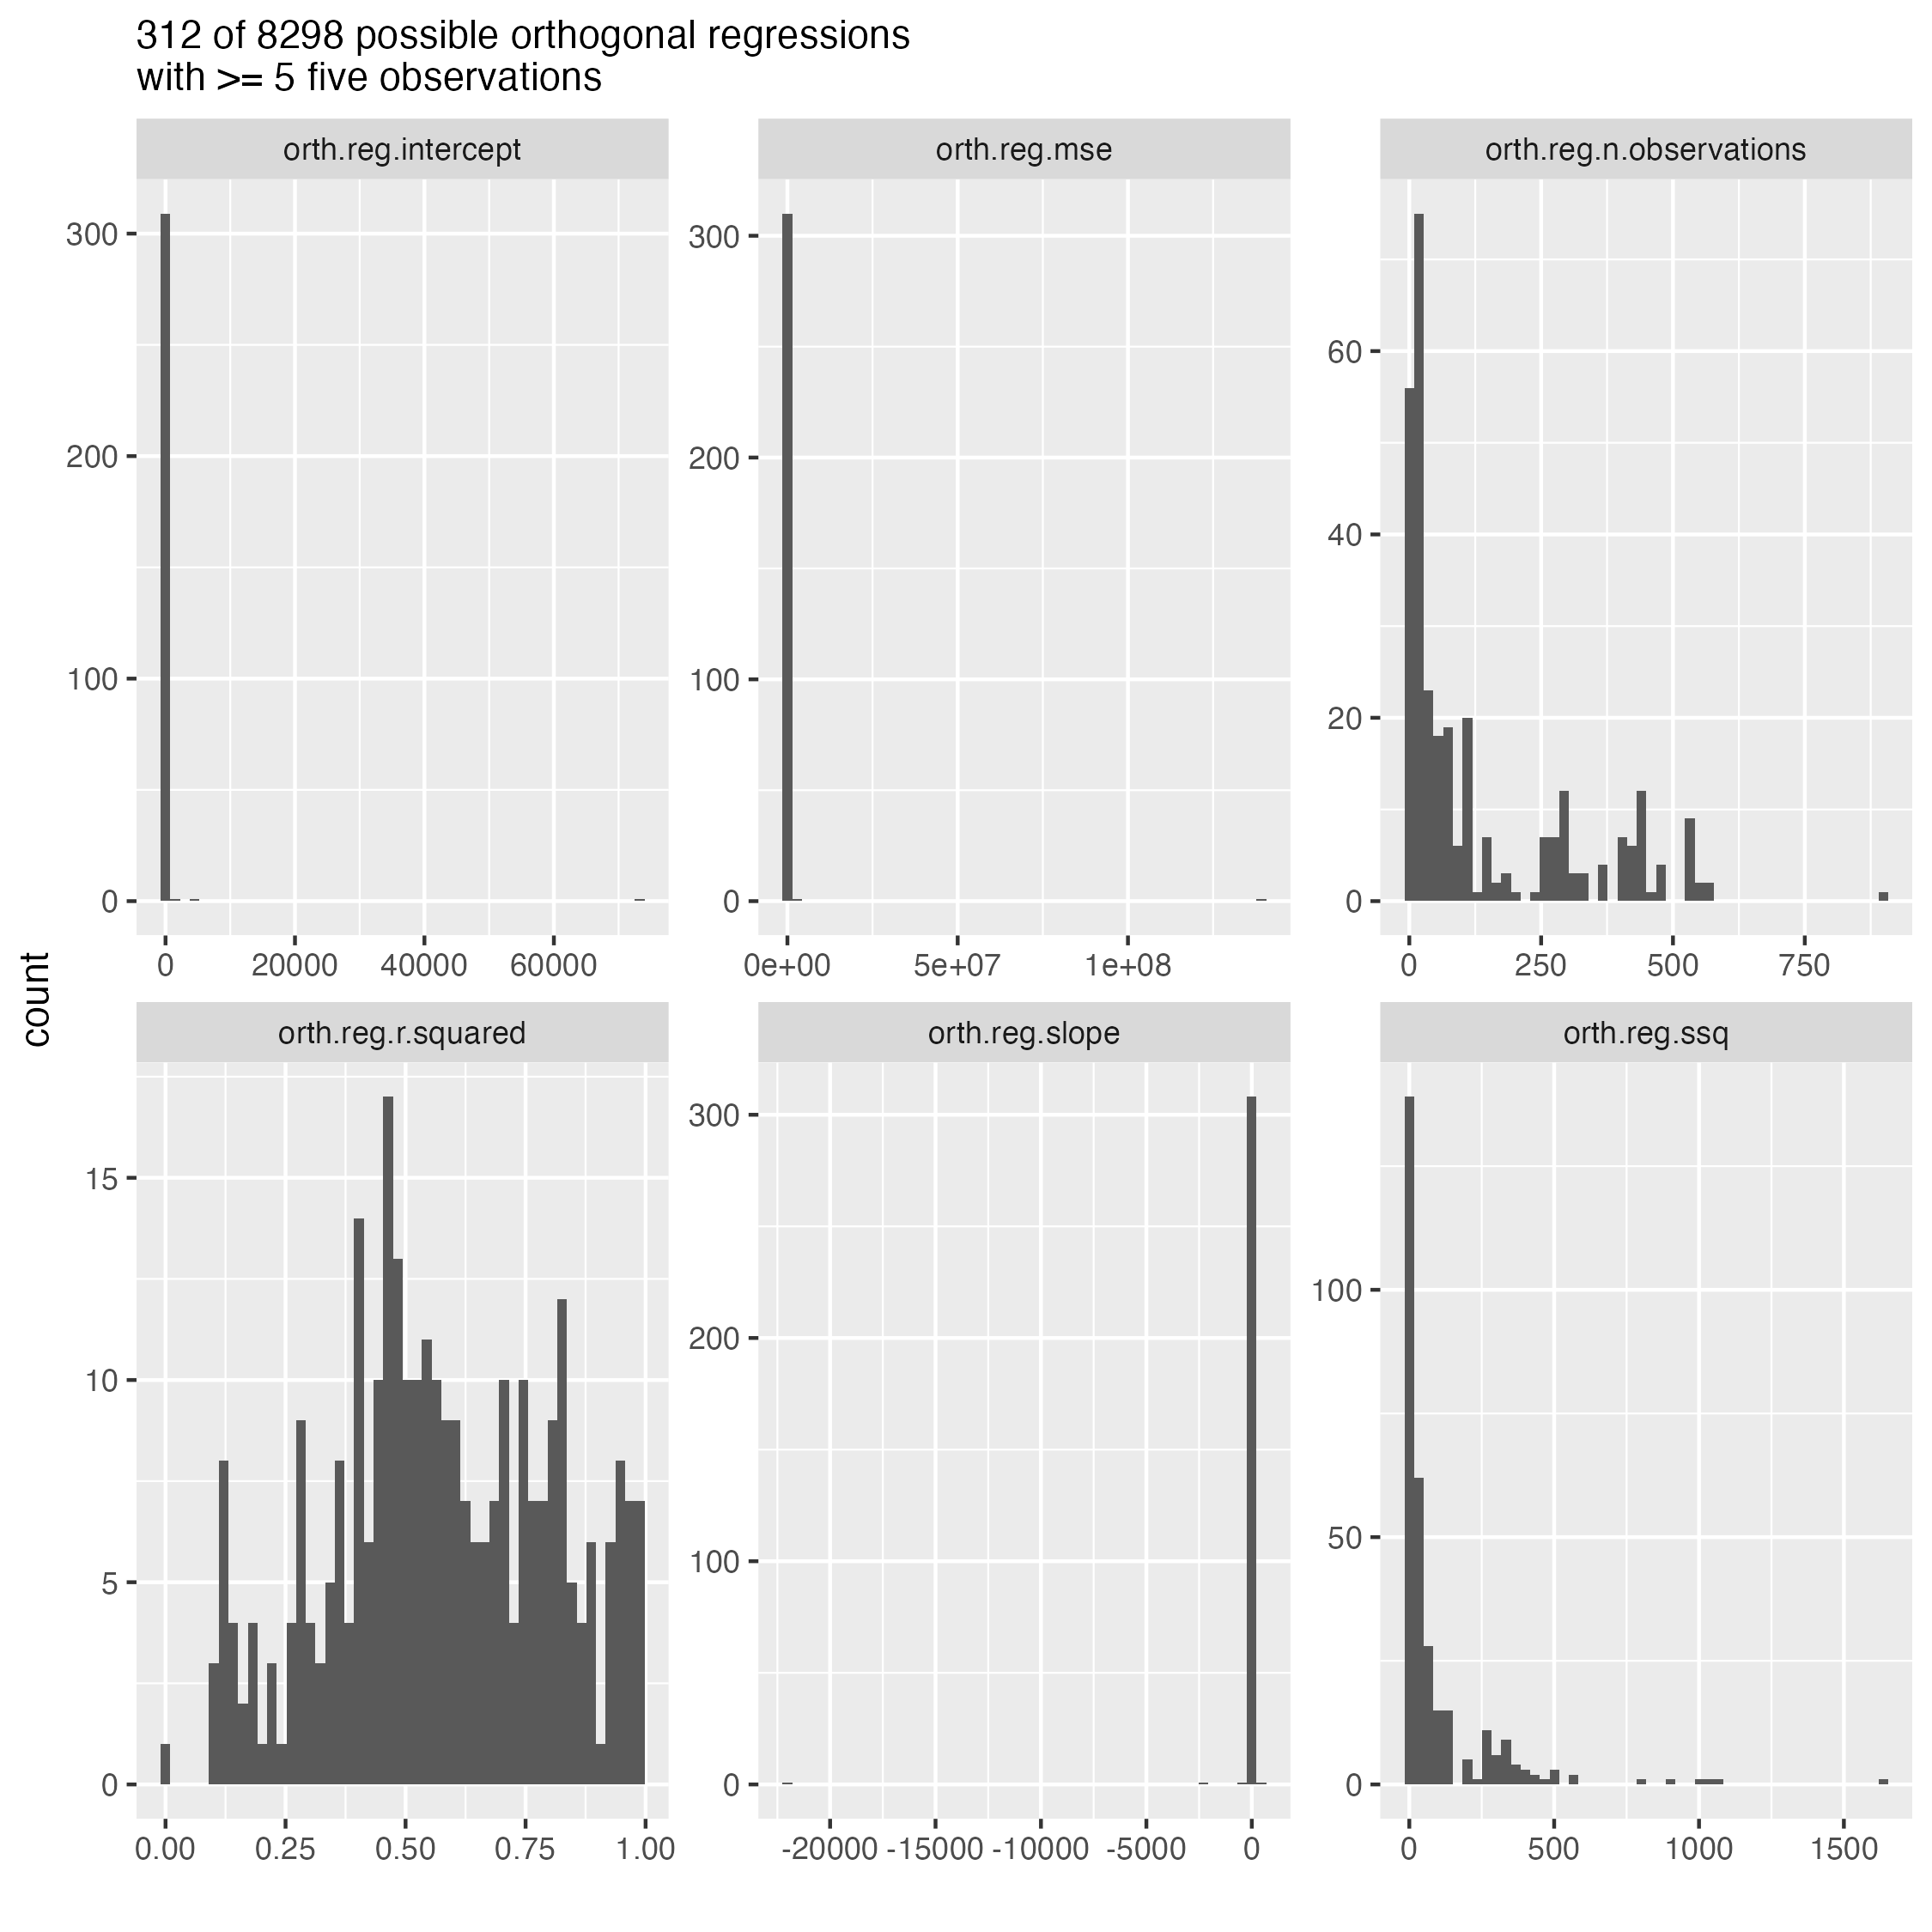 312 of 8298 possible orthogonal regressions
with >= 5 five observations
count
orth.reg.intercept
300
200
100
0
0 20000 40000 60000
orth.reg.mse
300
200
100
0
0e+00 5e+07 1e+08
orth.reg.n.observations
60
40
20
0
0 250 500 750
orth.reg.r.squared
15
10
5
0
0.00 0.25 0.50 0.75 1.00
orth.reg.slope
300
200
100
0
-20000 -15000 -10000 -5000 0
orth.reg.ssq
100
50
0
0 500 1000 1500